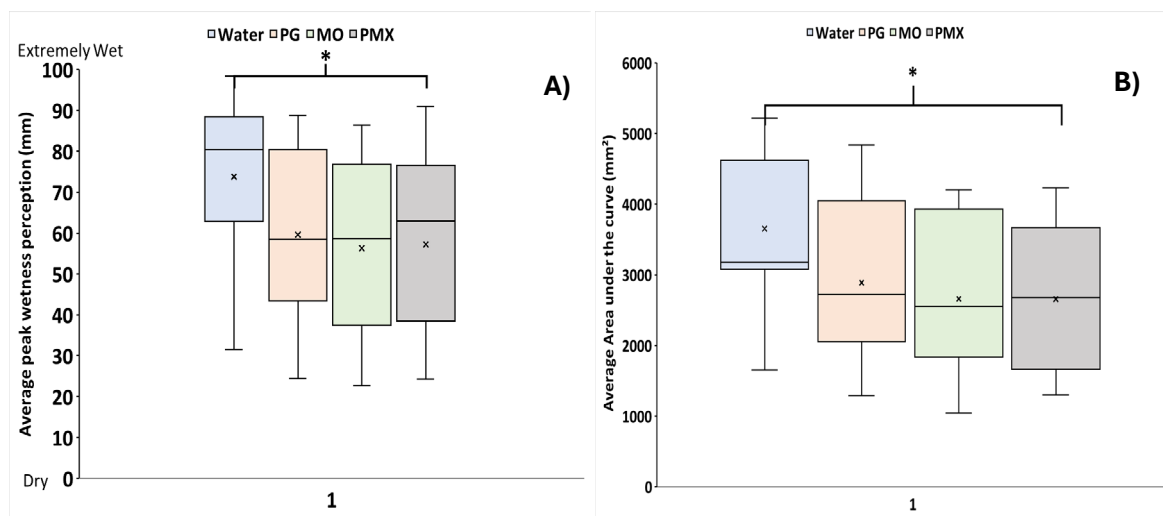 Water PG MO PMX
Extremely Wet
*
A)
100
90
80
70
60
50
40
30
20
10
0
Dry
Average peak wetness perception (mm)
1
Water PG MO PMX
*
B)
6000
5000
4000
3000
2000
1000
0
Average Area under the curve (mm²)
1